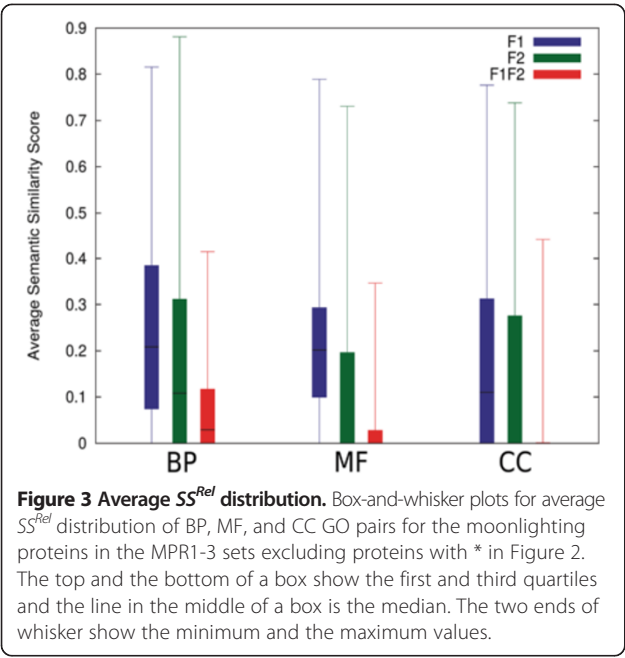 0.9
F1
F2
F1F2
0.8
0.7
0.6
0.5
0.4
0.3
0.2
0.1
0
Average Semantic Similarity Score
BP MF CC
Figure 3 Average SS^Rel distribution. Box-and-whisker plots for average
SS^Rel distribution of BP, MF, and CC GO pairs for the moonlighting
proteins in the MPR1-3 sets excluding proteins with * in Figure 2.
The top and the bottom of a box show the first and third quartiles
and the line in the middle of a box is the median. The two ends of
whisker show the minimum and the maximum values.